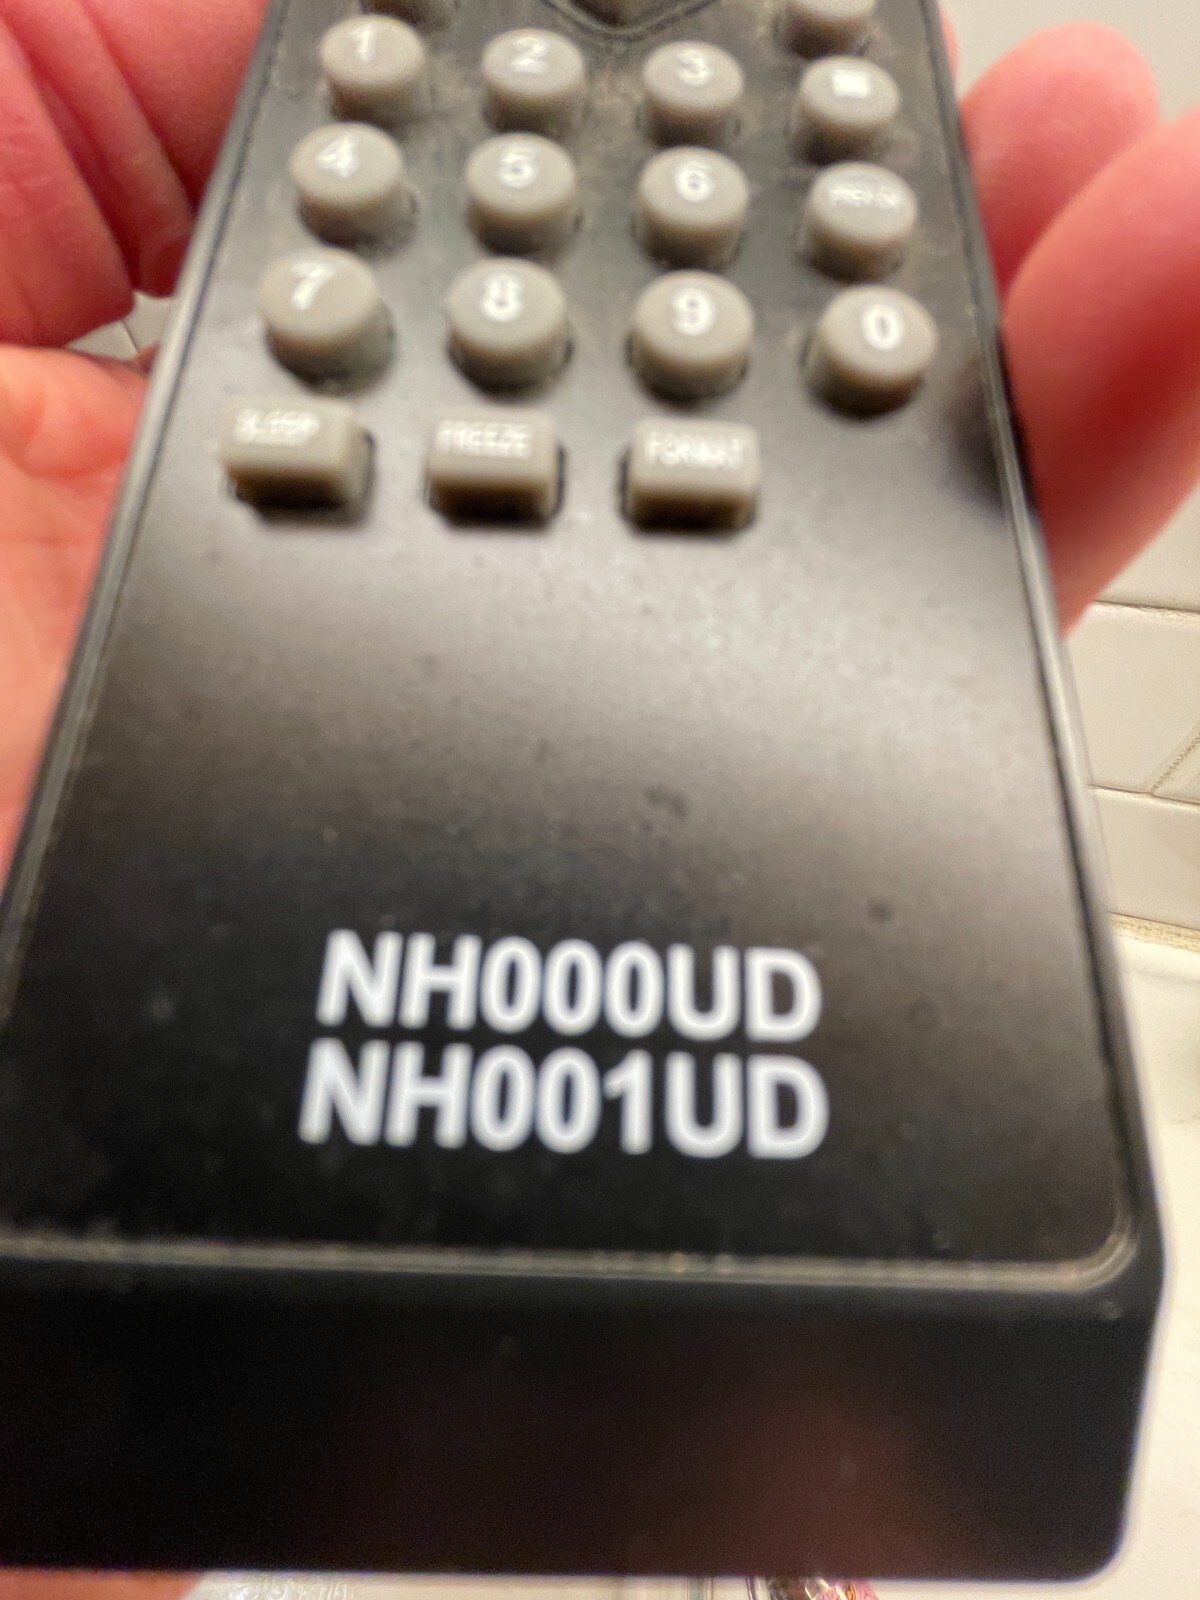 1 2 3
4 5 6
7 8 9 0
SLEEP FREEZE FORMAT
NH000UD
NH001UD